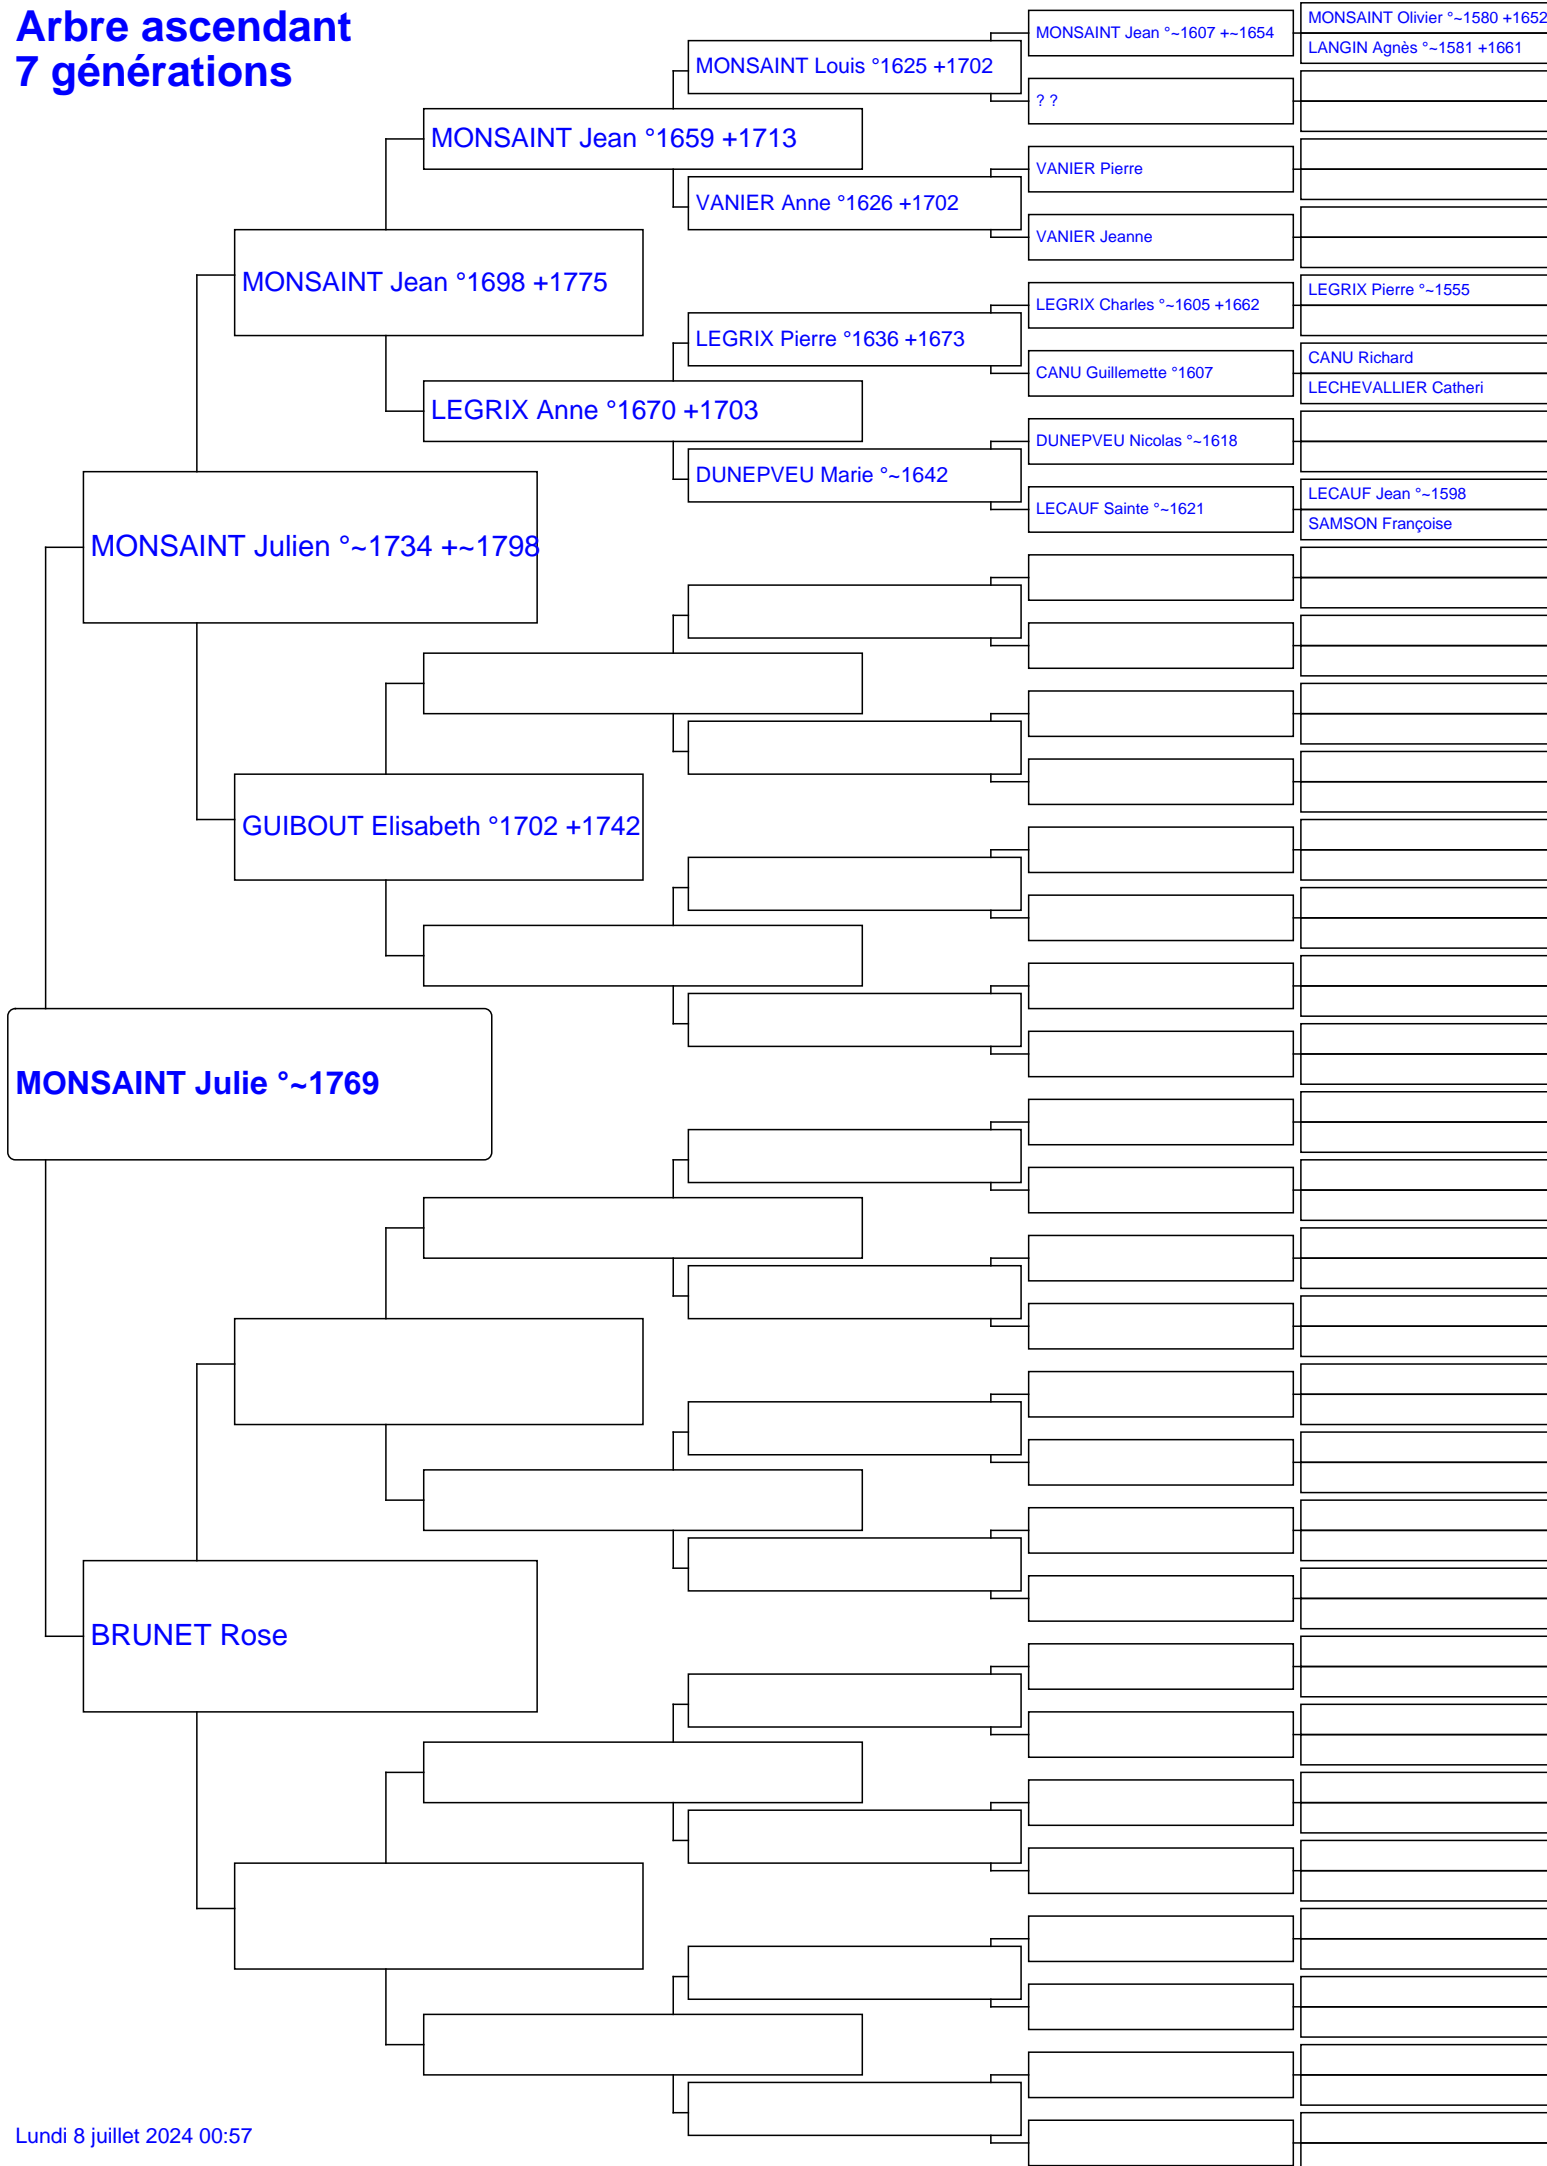 Arbre ascendant
7 générations
MONSAINT Julie °~1769
MONSAINT Julien °~1734 +~1798
BRUNET Rose
MONSAINT Jean °1698 +1775
GUIBOUT Elisabeth °1702 +1742
MONSAINT Jean °1659 +1713
LEGRIX Anne °1670 +1703
MONSAINT Louis °1625 +1702
VANIER Anne °1626 +1702
LEGRIX Pierre °1636 +1673
DUNEPVEU Marie °~1642
MONSAINT Jean °~1607 +~1654
? ?
VANIER Pierre
VANIER Jeanne
LEGRIX Charles °~1605 +1662
CANU Guillemette °1607
DUNEPVEU Nicolas °~1618
LECAUF Sainte °~1621
MONSAINT Olivier °~1580 +1652
LANGIN Agnès °~1581 +1661
LEGRIX Pierre °~1555
CANU Richard
LECHEVALLIER Catheri
LECAUF Jean °~1598
SAMSON Françoise
Lundi 8 juillet 2024 00:57